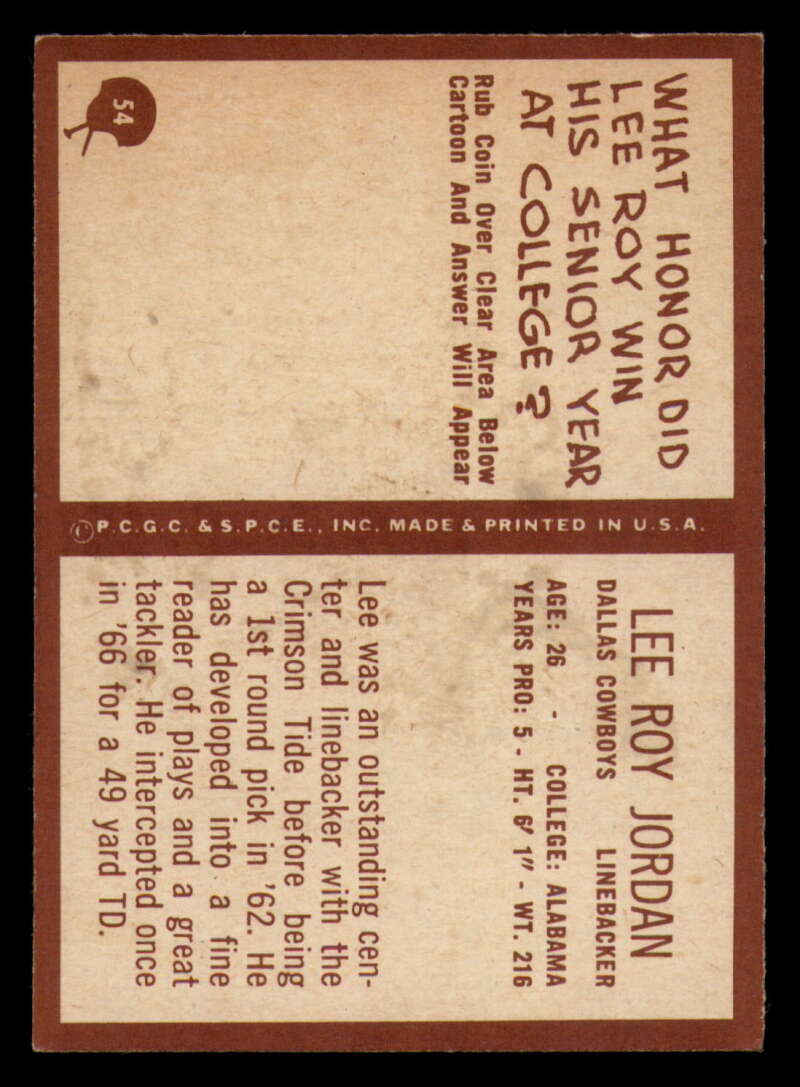 WHAT HONOR DID
LEE ROY WIN
HIS SENIOR YEAR
AT COLLEGE?
Rub Coin Over Clear Area Below
Cartoon And Answer Will Appear
54
©P.C.G.C. & S.P.C.E., INC. MADE & PRINTED IN U.S.A.
LEE ROY JORDAN
DALLAS COWBOYS LINEBACKER
AGE: 26 - COLLEGE: ALABAMA
YEARS PRO: 5 - HT. 6' 1" - WT. 216
Lee was an outstanding cen-
ter and linebacker with the
Crimson Tide before being
a 1st round pick in '62. He
has developed into a fine
reader of plays and a great
tackler. He intercepted once
in '66 for a 49 yard TD.